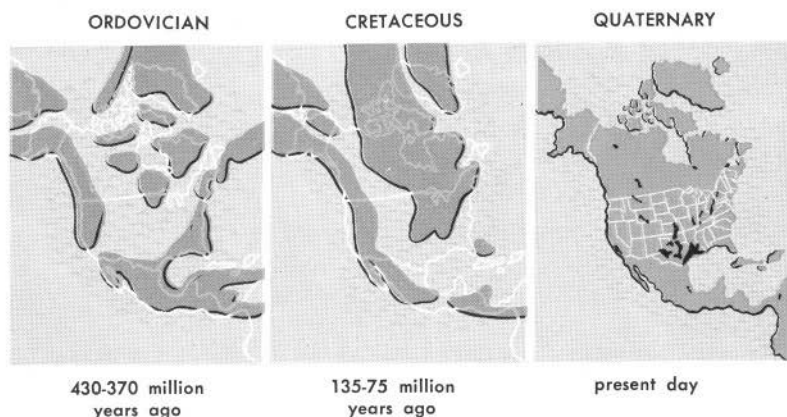 ORDOVICIAN
CRETACEOUS
QUATERNARY
430-370 million
years ago
135-75 million
years ago
present day